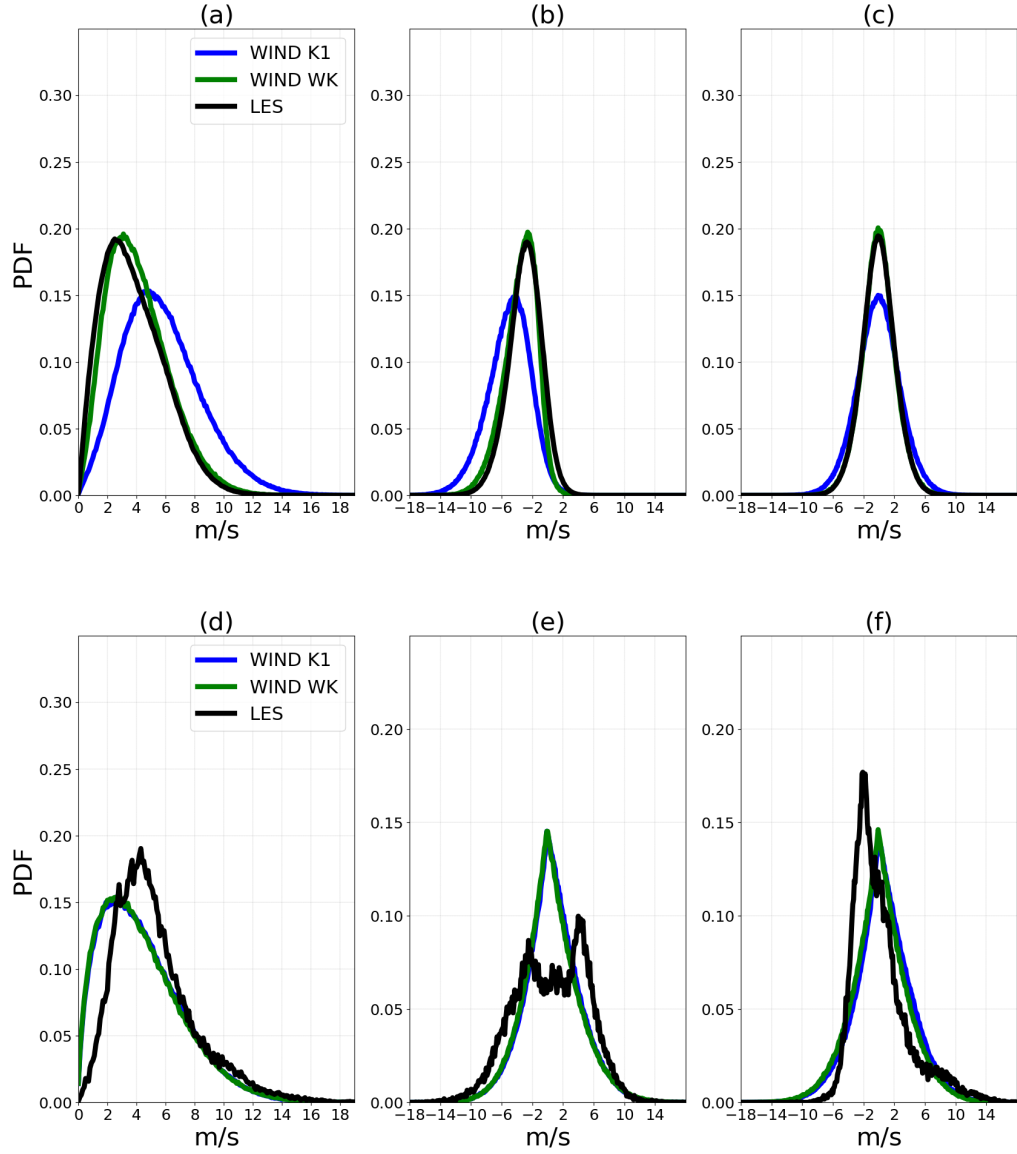 (a) (b) (c)
WIND K1
WIND WK
LES
PDF
0.30 0.30 0.30
0.25 0.25 0.25
0.20 0.20 0.20
0.15 0.15 0.15
0.10 0.10 0.10
0.05 0.05 0.05
0.00 0.00 0.00
0 2 4 6 8 10 12 14 16 18 −18 −14 −10 −6 −2 2 6 10 14 −18 −14 −10 −6 −2 2 6 10 14
m/s m/s m/s
(d) (e) (f)
WIND K1
WIND WK
LES
PDF
0.30
0.25
0.20
0.15
0.10
0.05
0.00
0.20 0.20
0.15 0.15
0.10 0.10
0.05 0.05
0.00 0.00
0 2 4 6 8 10 12 14 16 18 −18 −14 −10 −6 −2 2 6 10 14 −18 −14 −10 −6 −2 2 6 10 14
m/s m/s m/s